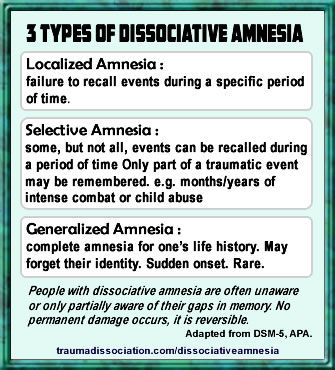 3 TYPES OF DISSOCIATIVE AMNESIA
Localized Amnesia :
failure to recall events during a specific period
of time.
Selective Amnesia :
some, but not all, events can be recalled during
a period of time Only part of a traumatic event
may be remembered. e.g. months/years of
intense combat or child abuse
Generalized Amnesia :
complete amnesia for one's life history. May
forget their identity. Sudden onset. Rare.
People with dissociative amnesia are often unaware
or only partially aware of their gaps in memory. No
permanent damage occurs, it is reversible.
Adapted from DSM-5, APA.
traumadissociation.com/dissociativeamnesia